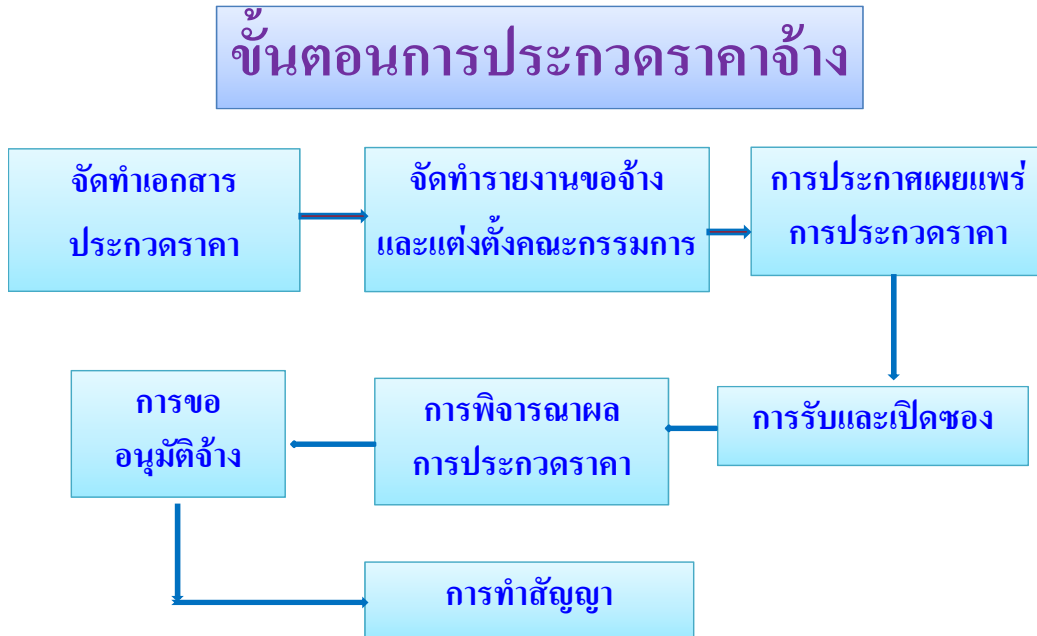 ขั้นตอนการประกวดราคาจ้าง
จัดทำเอกสาร
ประกวดราคา
จัดทำรายงานขอจ้าง
และแต่งตั้งคณะกรรมการ
การประกาศเผยแพร่
การประกวดราคา
การรับและเปิดซอง
การพิจารณาผล
การประกวดราคา
การขอ
อนุมัติจ้าง
การทำสัญญา